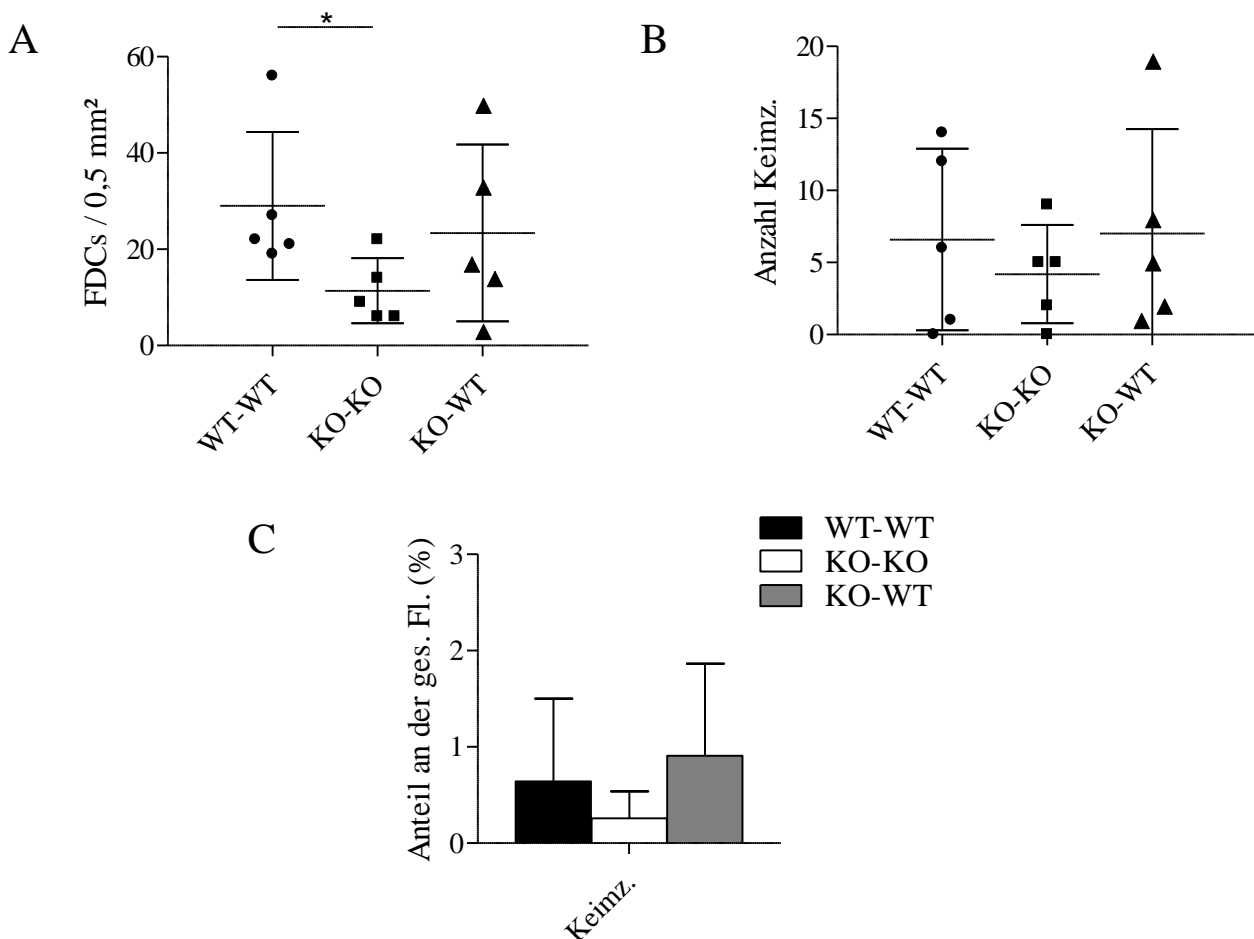 A
*
FDCs / 0,5 mm²
60
40
20
0
WT-WT
KO-KO
KO-WT
B
Anzahl Keimz.
20
15
10
5
0
WT-WT
KO-KO
KO-WT
C
Anteil an der ges. Fl. (%)
3
2
1
0
Keimz.
WT-WT
KO-KO
KO-WT